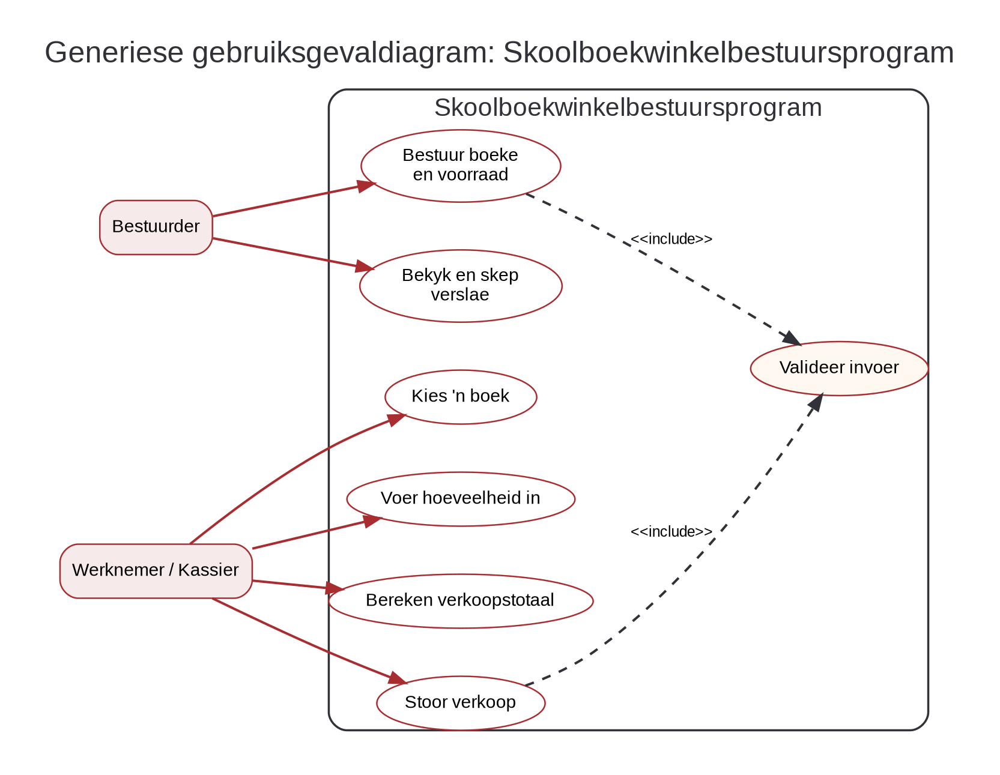 Generiese gebruiksgevaldiagram: Skoolboekwinkelbestuursprogram
Skoolboekwinkelbestuursprogram
Bestuur boeke
en voorraad
Bestuurder
<<include>>
Bekyk en skep
verslae
Valideer invoer
Kies 'n boek
Voer hoeveelheid in
<<include>>
Werknemer / Kassier
Bereken verkoopstotaal
Stoor verkoop